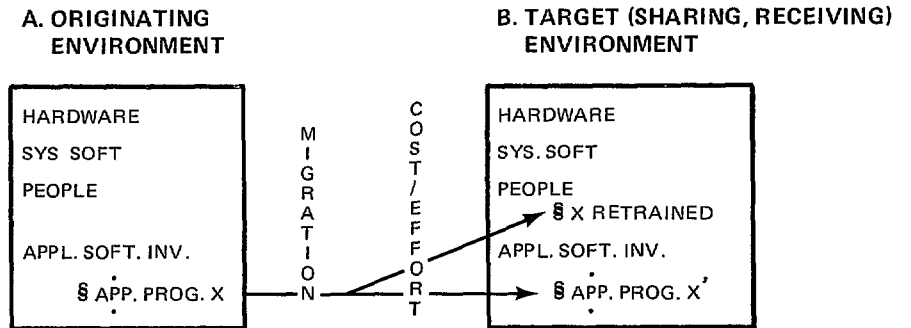 A. ORIGINATING
ENVIRONMENT
B. TARGET (SHARING, RECEIVING)
ENVIRONMENT
HARDWARE
SYS SOFT
PEOPLE
APPL. SOFT. INV.
§ APP. PROG. X
MIGRATION
COST/EFFORT
HARDWARE
SYS. SOFT
PEOPLE
§ X RETRAINED
APPL. SOFT. INV.
§ APP. PROG. X'